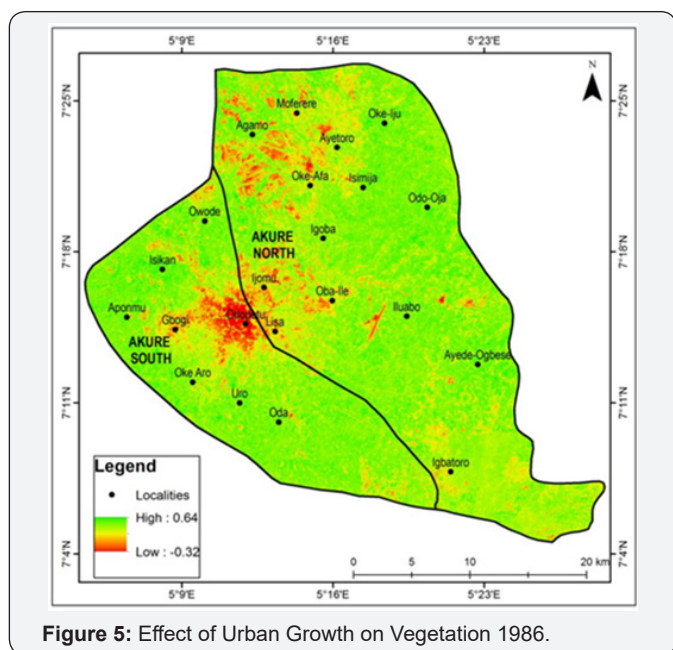 5°9'E 5°16'E 5°23'E
N
7°25'N 7°25'N
Moferere
Oke-Iju
Agamo
Ayetoro
Oke-Afa
Isimija
Odo-Oja
Owode
Igoba
AKURE
NORTH
7°18'N 7°18'N
Isikan
Ijomu
Oba-Ile
Aponmu
Iluabo
Gbogi
Lisa
AKURE
SOUTH
Ayede-Ogbese
Oke Aro
7°11'N 7°11'N
Uro
Oda
Igbatoro
Legend
Localities
High : 0.64
Low : -0.32
7°4'N 7°4'N
0 5 10 20 km
5°9'E 5°16'E 5°23'E
Figure 5: Effect of Urban Growth on Vegetation 1986.